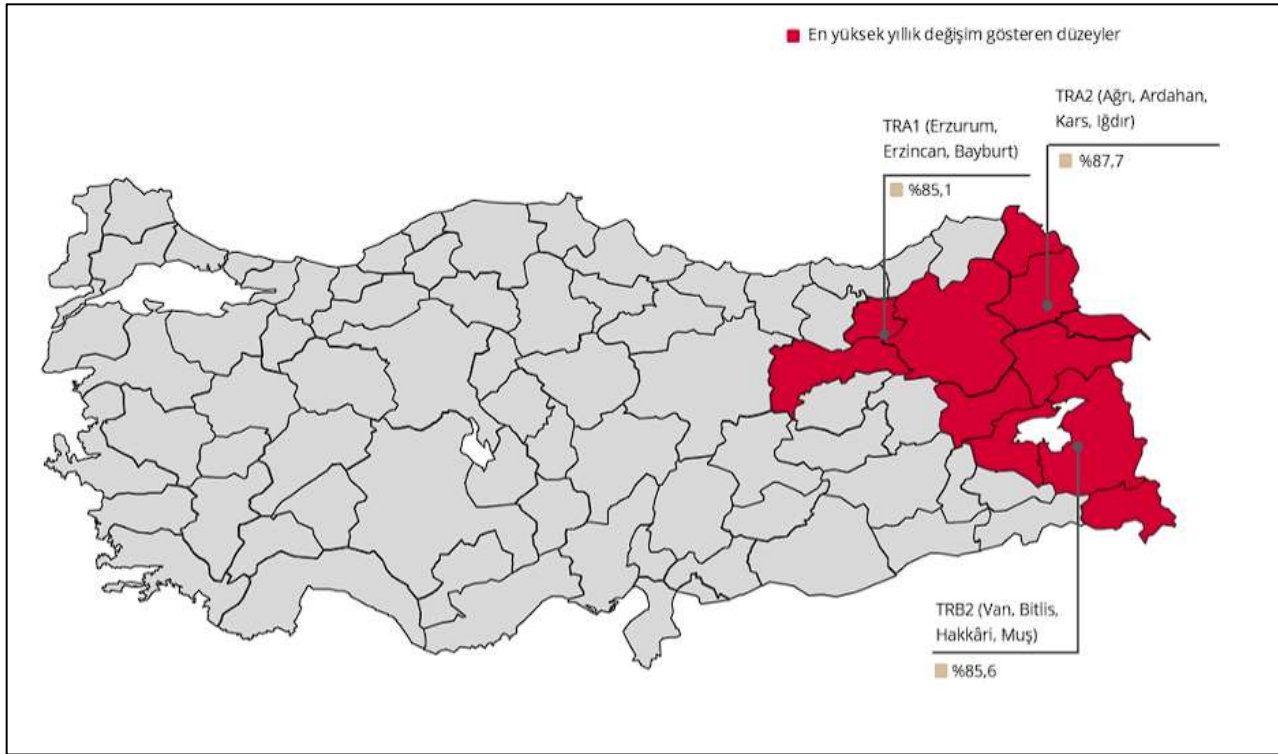 En yüksek yıllık değişim gösteren düzeyler
TRA2 (Ağrı, Ardahan,
Kars, Iğdır)
%87,7
TRA1 (Erzurum,
Erzincan, Bayburt)
%85,1
TRB2 (Van, Bitlis,
Hakkâri, Muş)
%85,6